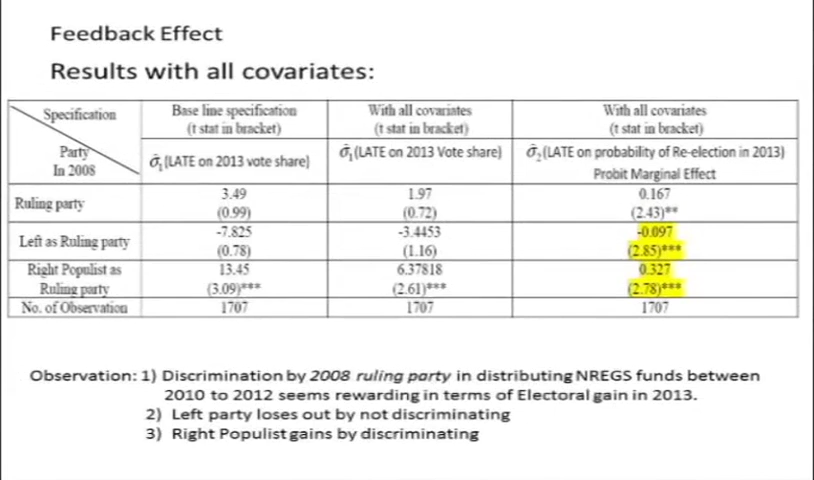 Feedback Effect
Results with all covariates:
Specification
Party
In 2008
Base line specification
(t stat in bracket)
σ̂₁(LATE on 2013 vote share)
With all covariates
(t stat in bracket)
σ̂₁(LATE on 2013 Vote share)
With all covariates
(t stat in bracket)
σ̂₂(LATE on probability of Re-election in 2013)
Probit Marginal Effect
Ruling party
3.49
(0.99)
1.97
(0.72)
0.167
(2.43)**
Left as Ruling party
-7.825
(0.78)
-3.4453
(1.16)
-0.097
(2.85)***
Right Populist as
Ruling party
13.45
(3.09)***
6.37818
(2.61)***
0.327
(2.78)***
No. of Observation
1707
1707
1707
Observation: 1) Discrimination by 2008 ruling party in distributing NREGS funds between
2010 to 2012 seems rewarding in terms of Electoral gain in 2013.
2) Left party loses out by not discriminating
3) Right Populist gains by discriminating